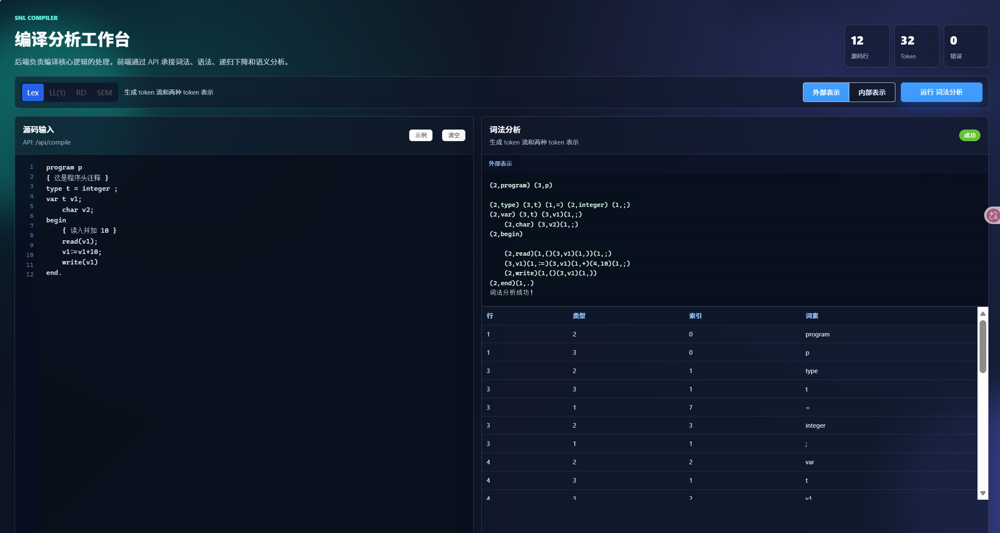 SNL COMPILER
编译分析工作台
后端负责编译核心逻辑的处理，前端通过 API 承接词法、语法、递归下降和语义分析。
12
源码行
32
Token
0
错误
Lex LL(1) RD SEM 生成 token 流和两种 token 表示
外部表示 内部表示 运行 词法分析
源码输入
API: /api/compile
示例 清空
1 program p
2 { 这是程序头注释 }
3 type t = integer ;
4 var t v1;
5     char v2;
6 begin
7     { 读入并加 10 }
8     read(v1);
9     v1:=v1+10;
10     write(v1)
11 end.
12
词法分析
生成 token 流和两种 token 表示
成功
外部表示
(2,program) (3,p)
(2,type) (3,t) (1,=) (2,integer) (1,;)
(2,var) (3,t) (3,v1)(1,;)
    (2,char) (3,v2)(1,;)
(2,begin)
    (2,read)(1,()(3,v1)(1,))(1,;)
    (3,v1)(1,:=)(3,v1)(1,+)(4,10)(1,;)
    (2,write)(1,()(3,v1)(1,))
(2,end)(1,.)
词法分析成功!
行 类型 索引 词素
1 2 0 program
1 3 0 p
3 2 1 type
3 3 1 t
3 1 7 =
3 2 3 integer
3 1 1 ;
4 2 2 var
4 3 1 t
4 3 2 v1